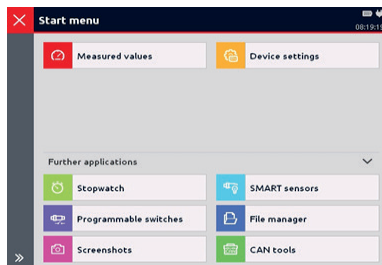 Start menu
08:19:19
Measured values
Device settings
Further applications
Stopwatch
SMART sensors
Programmable switches
File manager
Screenshots
CAN tools